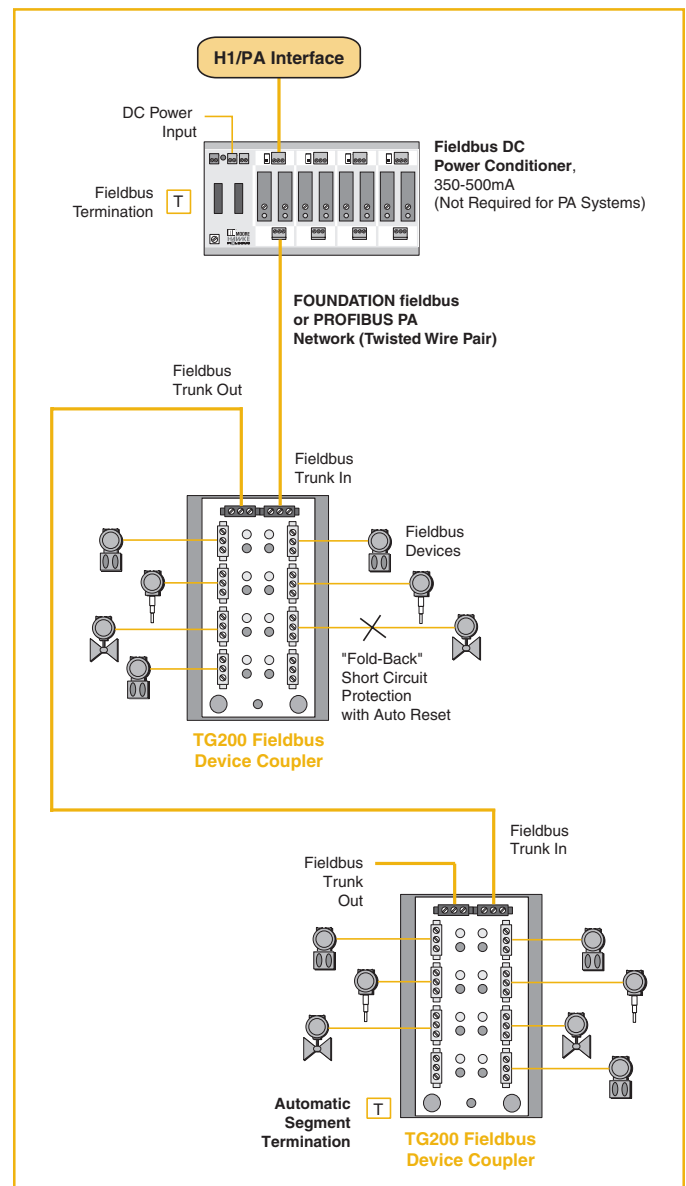 H1/PA Interface
DC Power
Input
Fieldbus DC
Power Conditioner,
350-500mA
(Not Required for PA Systems)
Fieldbus
Termination
T
MOORE
HAWKE
FOUNDATION fieldbus
or PROFIBUS PA
Network (Twisted Wire Pair)
Fieldbus
Trunk Out
Fieldbus
Trunk In
Fieldbus
Devices
"Fold-Back"
Short Circuit
Protection
with Auto Reset
TG200 Fieldbus
Device Coupler
Fieldbus
Trunk In
Fieldbus
Trunk
Out
Automatic
Segment
Termination
T
TG200 Fieldbus
Device Coupler